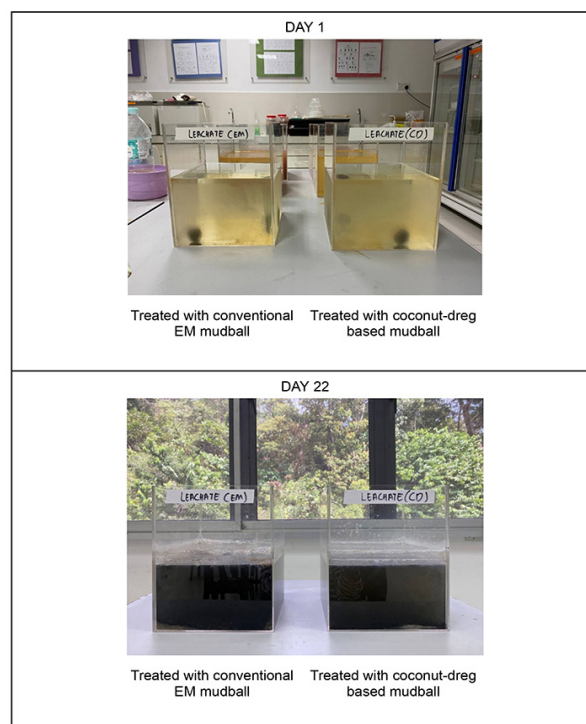 DAY 1
LEACHATE (EM)
LEACHATE (CD)
Treated with conventional
EM mudball
Treated with coconut-dreg
based mudball
DAY 22
LEACHATE (EM)
LEACHATE (CD)
Treated with conventional
EM mudball
Treated with coconut-dreg
based mudball